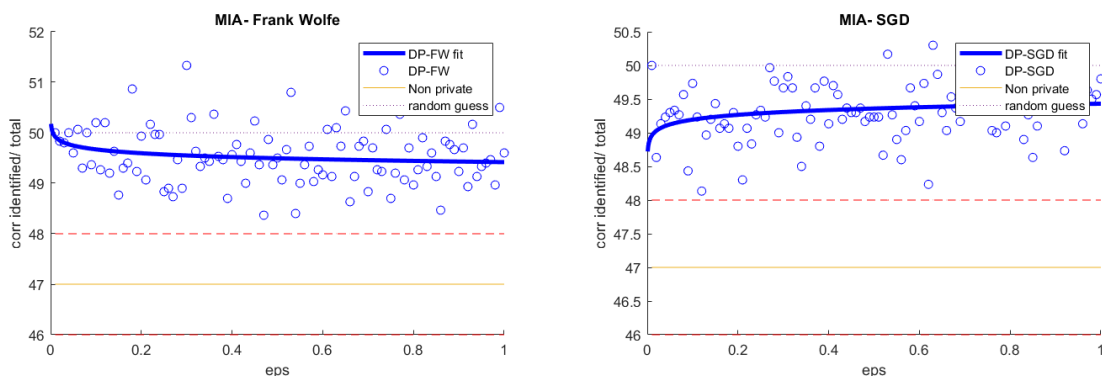 MIA- Frank Wolfe
52
51
50
49
48
47
46
corr identified/ total
0
0.2
0.4
0.6
0.8
1
eps
DP-FW fit
DP-FW
Non private
random guess
MIA- SGD
50.5
50
49.5
49
48.5
48
47.5
47
46.5
46
corr identified/ total
0
0.2
0.4
0.6
0.8
1
eps
DP-SGD fit
DP-SGD
Non private
random guess